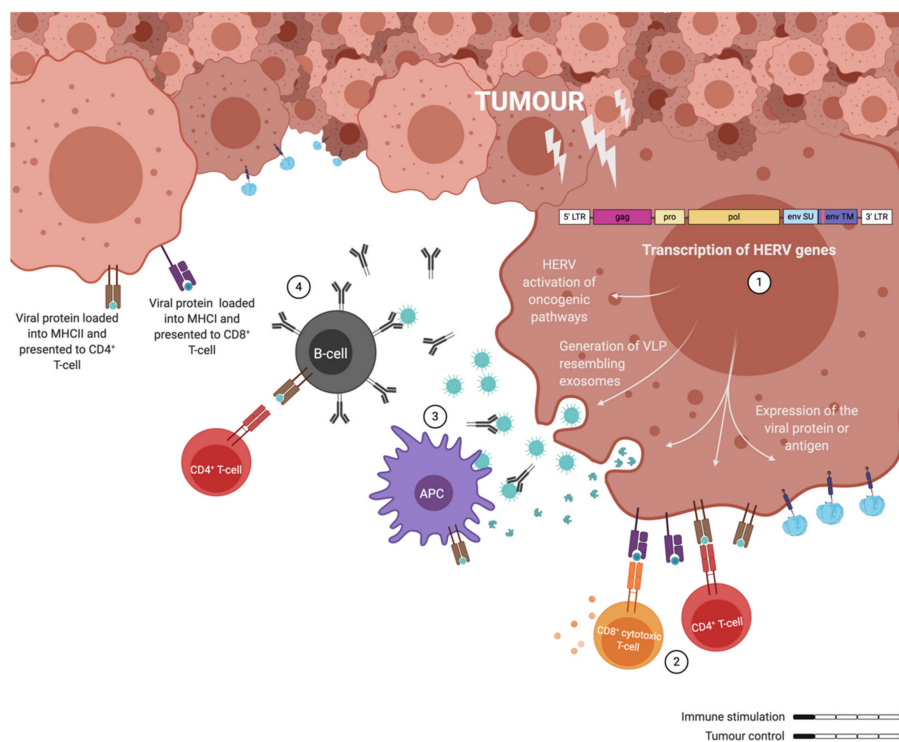 TUMOUR
5' LTR gag pro pol env SU env TM 3' LTR
Transcription of HERV genes
1
HERV
activation of
oncogenic
pathways
Generation of VLP
resembling
exosomes
Expression of the
viral protein or
antigen
Viral protein loaded
into MHCII and
presented to CD4⁺
T-cell
Viral protein loaded
into MHCI and
presented to CD8⁺
T-cell
4
B-cell
CD4⁺ T-cell
3
APC
CD8⁺ cytotoxic
T-cell
CD4⁺ T-cell
2
Immune stimulation
Tumour control